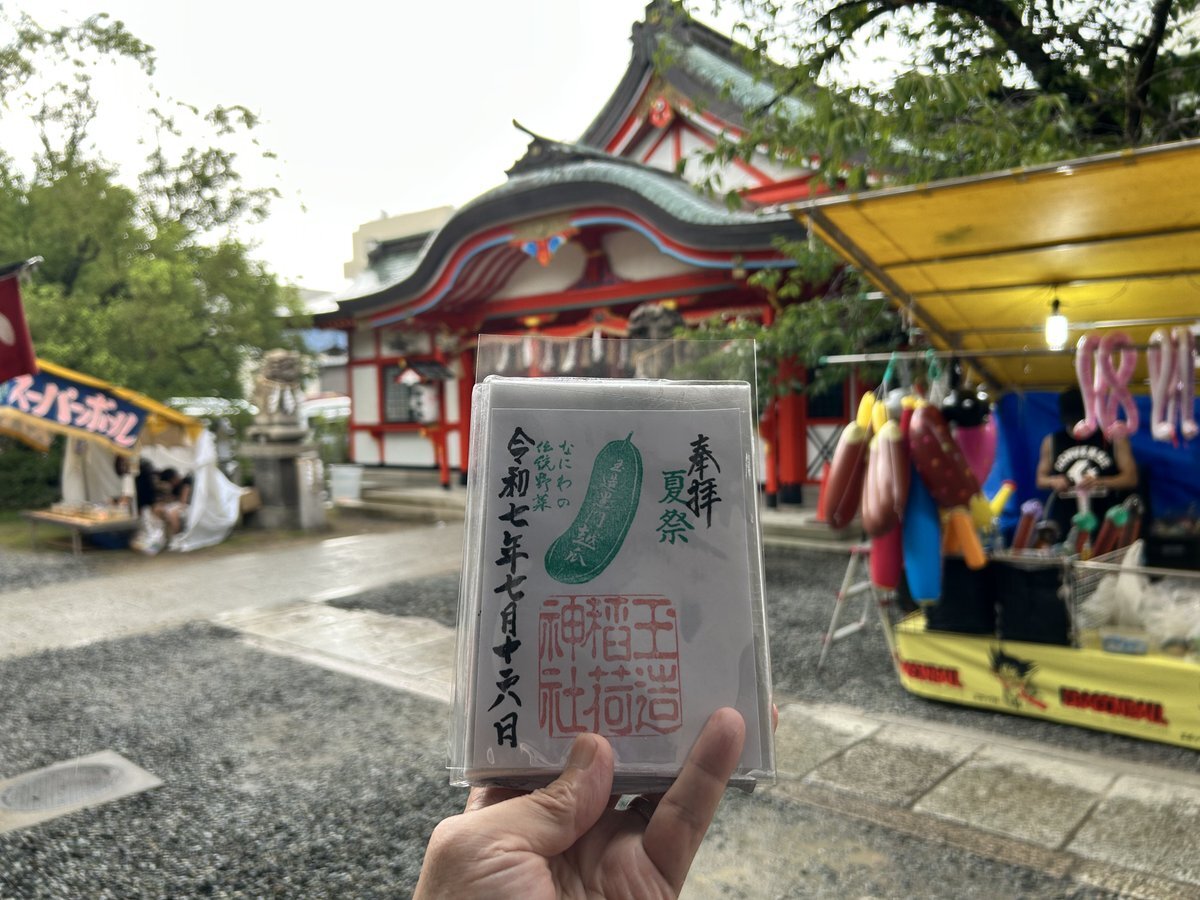 奉拝
夏祭
玉造黒門越瓜
なにわの
伝統野菜
令和七年七月十六日
玉造
稲荷
神社
スーパーボール
DRAGONBALL